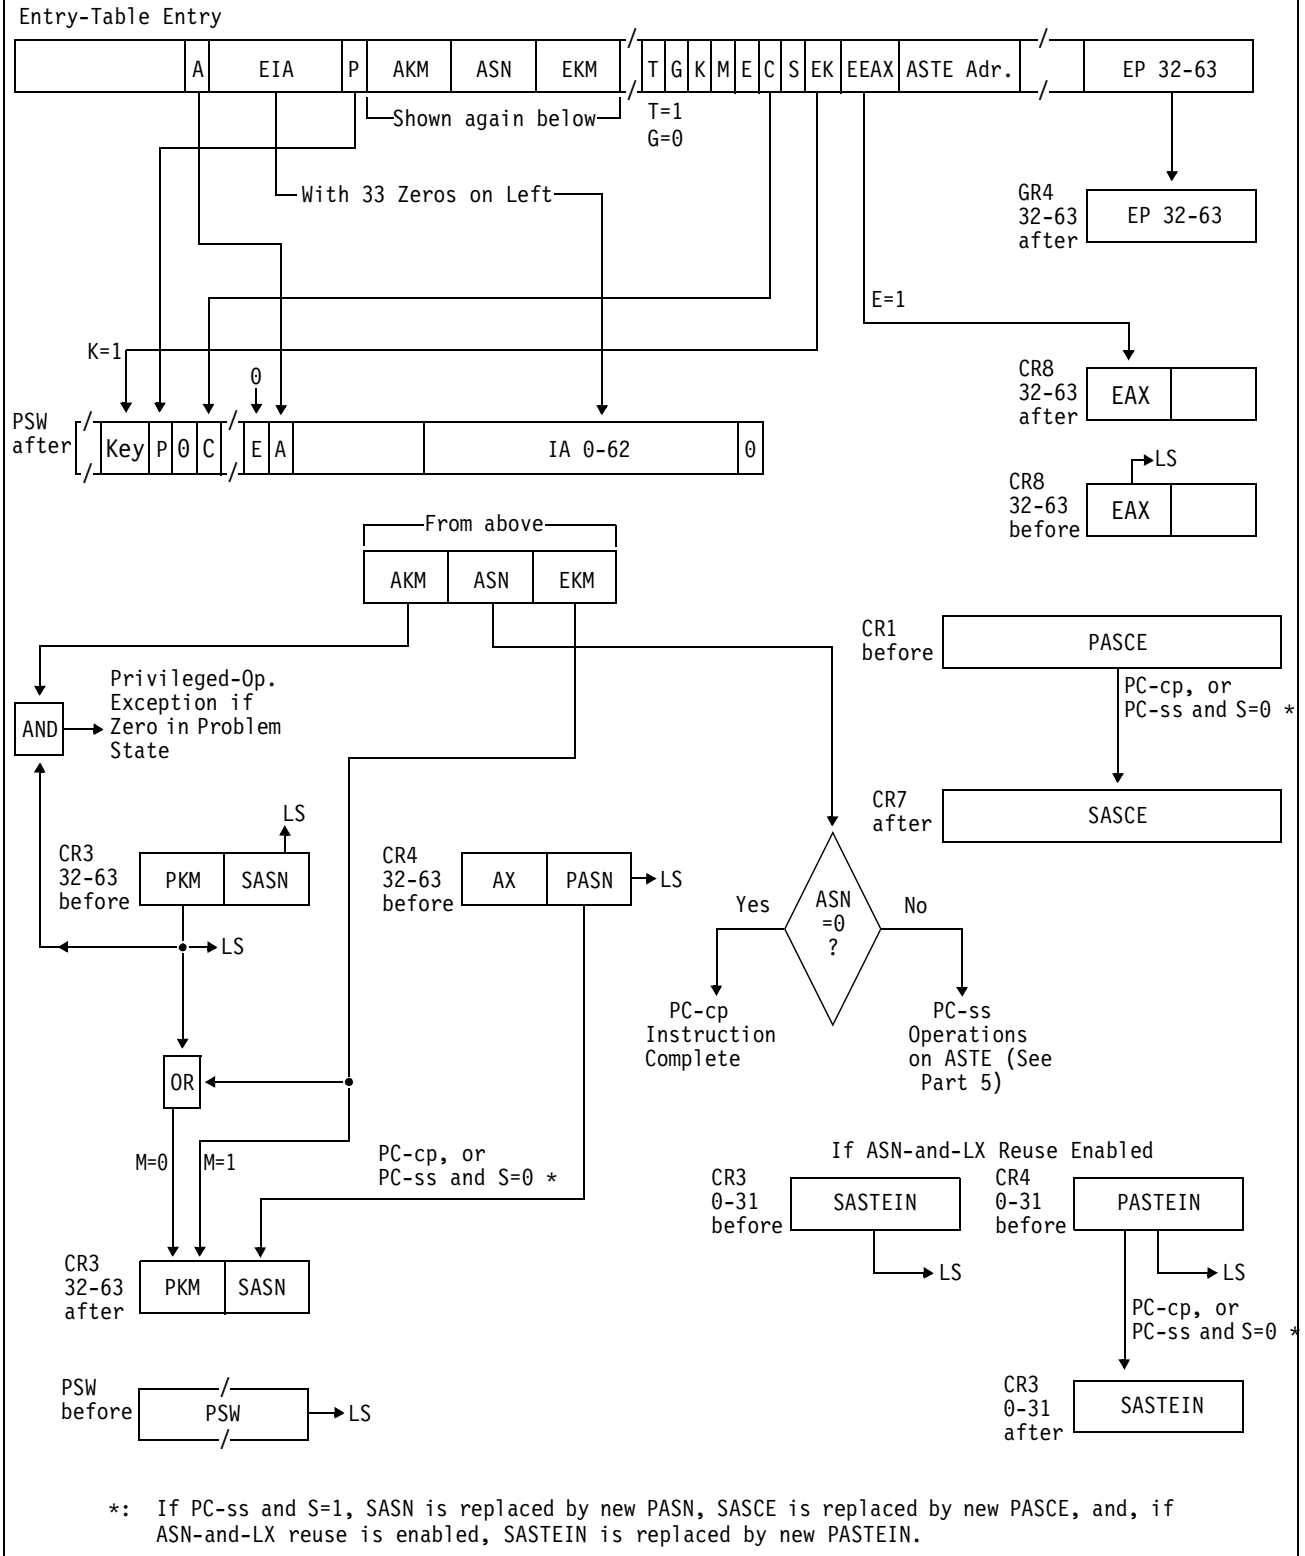 Entry-Table Entry
A EIA P AKM ASN EKM / T G K M E C S EK EEAX ASTE Adr. / EP 32-63
Shown again below
T=1
G=0
With 33 Zeros on Left
GR4
32-63
after
EP 32-63
E=1
K=1
0
CR8
32-63
after
EAX
PSW
after
Key P 0 C / E A IA 0-62 0
LS
CR8
32-63
before
EAX
From above
AKM ASN EKM
CR1
before
PASCE
PC-cp, or
PC-ss and S=0 *
Privileged-Op.
Exception if
Zero in Problem
State
AND
CR7
after
SASCE
LS
CR3
32-63
before
PKM SASN
LS
CR4
32-63
before
AX PASN
LS
ASN
=0
?
Yes
No
PC-cp
Instruction
Complete
PC-ss
Operations
on ASTE (See
Part 5)
OR
M=0
M=1
PC-cp, or
PC-ss and S=0 *
If ASN-and-LX Reuse Enabled
CR3
0-31
before
SASTEIN
LS
CR4
0-31
before
PASTEIN
LS
PC-cp, or
PC-ss and S=0 *
CR3
32-63
after
PKM SASN
CR3
0-31
after
SASTEIN
PSW
before
PSW
LS
*: If PC-ss and S=1, SASN is replaced by new PASN, SASCE is replaced by new PASCE, and, if
ASN-and-LX reuse is enabled, SASTEIN is replaced by new PASTEIN.